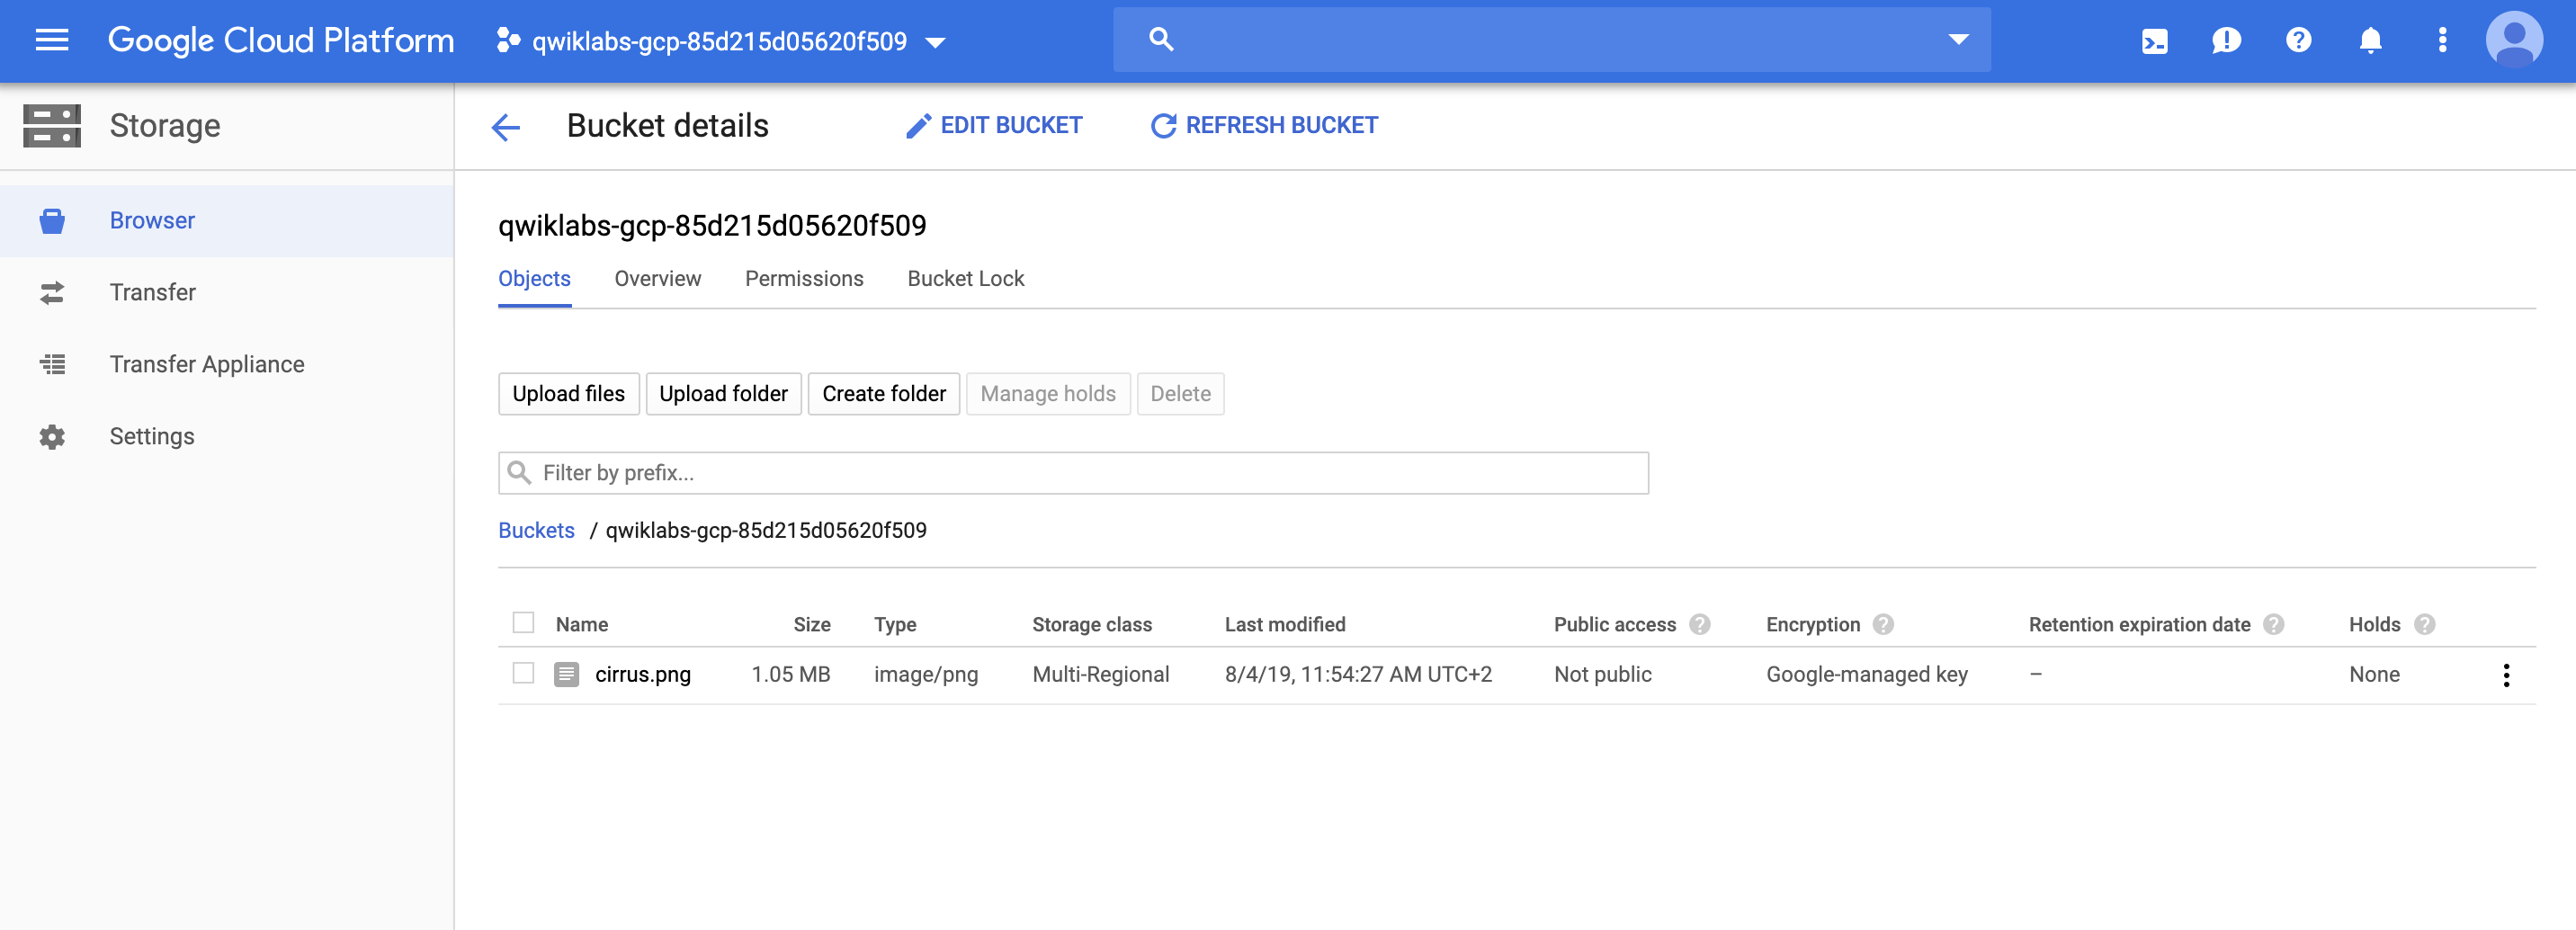 Google Cloud Platform qwiklabs-gcp-85d215d05620f509
Storage
Bucket details EDIT BUCKET REFRESH BUCKET
Browser
Transfer
Transfer Appliance
Settings
qwiklabs-gcp-85d215d05620f509
Objects Overview Permissions Bucket Lock
Upload files Upload folder Create folder Manage holds Delete
Filter by prefix...
Buckets / qwiklabs-gcp-85d215d05620f509
Name Size Type Storage class Last modified Public access ? Encryption ? Retention expiration date ? Holds ?
cirrus.png 1.05 MB image/png Multi-Regional 8/4/19, 11:54:27 AM UTC+2 Not public Google-managed key – None